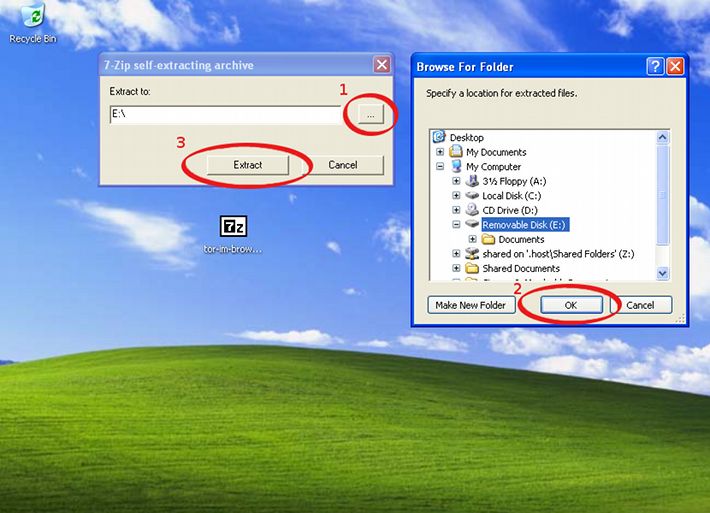 Recycle Bin
7-Zip self-extracting archive
Extract to:
1
E:\
...
3
Extract
Cancel
tor-im-brow...
7z
Browse For Folder
?
Specify a location for extracted files.
Desktop
My Documents
My Computer
3½ Floppy (A:)
Local Disk (C:)
CD Drive (D:)
Removable Disk (E:)
Documents
shared on '.host\Shared Folders' (Z:)
Shared Documents
2
Make New Folder
OK
Cancel